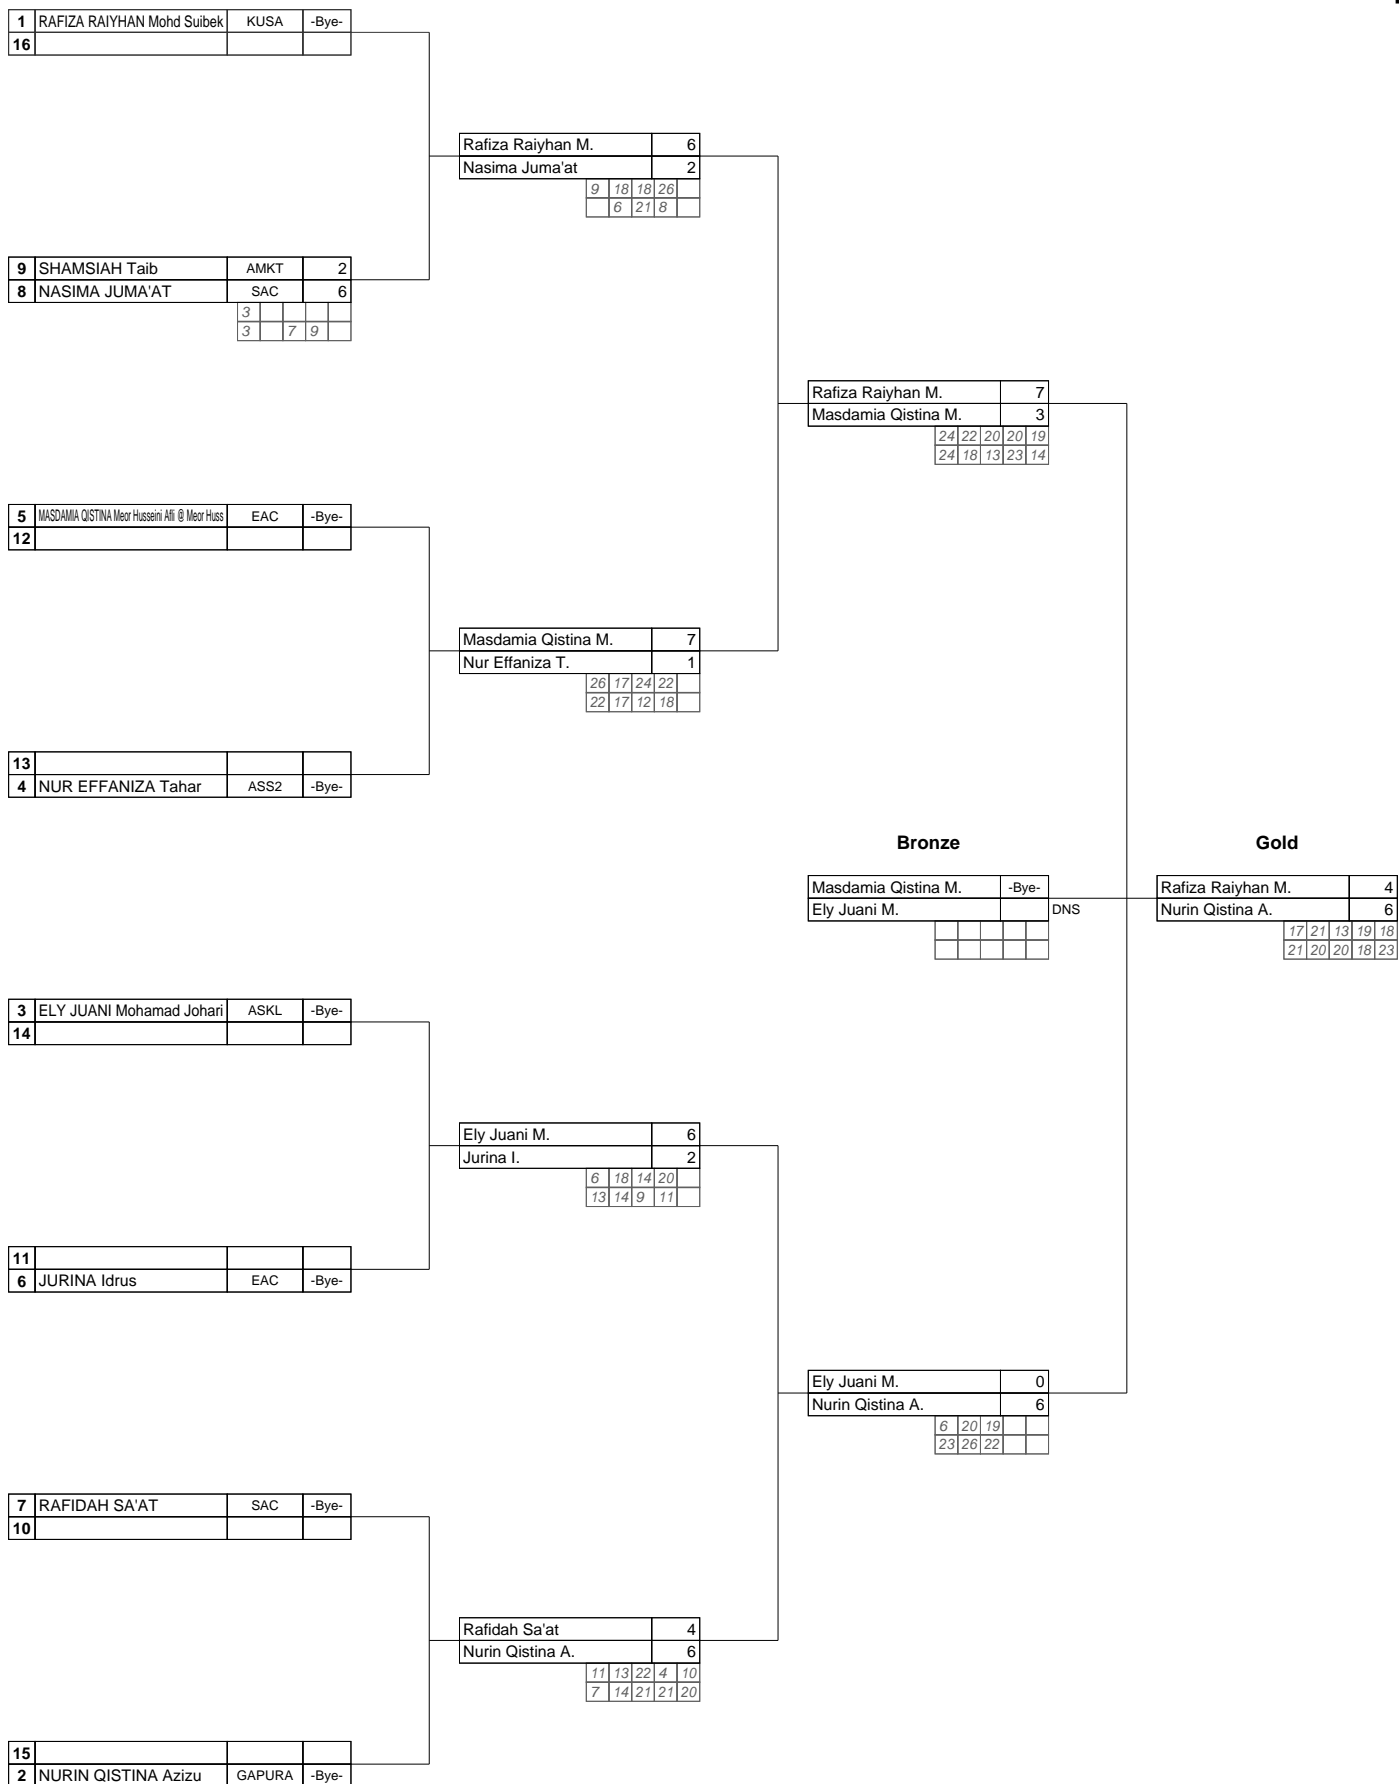 1 RAFIZA RAIYHAN Mohd Suibek KUSA -Bye-
16
Rafiza Raiyhan M. 6
Nasima Juma'at 2
9 18 18 26
6 21 8
9 SHAMSIAH Taib AMKT 2
8 NASIMA JUMA'AT SAC 6
3
3 7 9
Rafiza Raiyhan M. 7
Masdamia Qistina M. 3
24 22 20 20 19
24 18 13 23 14
5 MASDAMIA QISTINA Meor Husseini Afli @ Meor Huss EAC -Bye-
12
Masdamia Qistina M. 7
Nur Effaniza T. 1
26 17 24 22
22 17 12 18
13
4 NUR EFFANIZA Tahar ASS2 -Bye-
Bronze Gold
Masdamia Qistina M. -Bye- Rafiza Raiyhan M. 4
Ely Juani M. DNS Nurin Qistina A. 6
17 21 13 19 18
21 20 20 18 23
3 ELY JUANI Mohamad Johari ASKL -Bye-
14
Ely Juani M. 6
Jurina I. 2
6 18 14 20
13 14 9 11
11
6 JURINA Idrus EAC -Bye-
Ely Juani M. 0
Nurin Qistina A. 6
6 20 19
23 26 22
7 RAFIDAH SA'AT SAC -Bye-
10
Rafidah Sa'at 4
Nurin Qistina A. 6
11 13 22 4 10
7 14 21 21 20
15
2 NURIN QISTINA Azizu GAPURA -Bye-